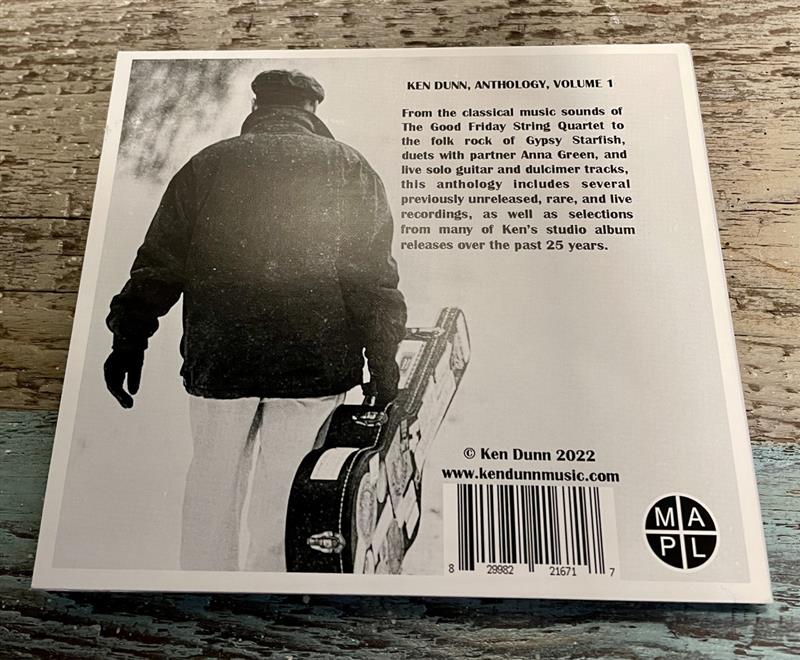 KEN DUNN, ANTHOLOGY, VOLUME 1
From the classical music sounds of
The Good Friday String Quartet to
the folk rock of Gypsy Starfish,
duets with partner Anna Green, and
live solo guitar and dulcimer tracks,
this anthology includes several
previously unreleased, rare, and live
recordings, as well as selections
from many of Ken's studio album
releases over the past 25 years.
© Ken Dunn 2022
www.kendunnmusic.com
8 29982 21671 7
M A
P L